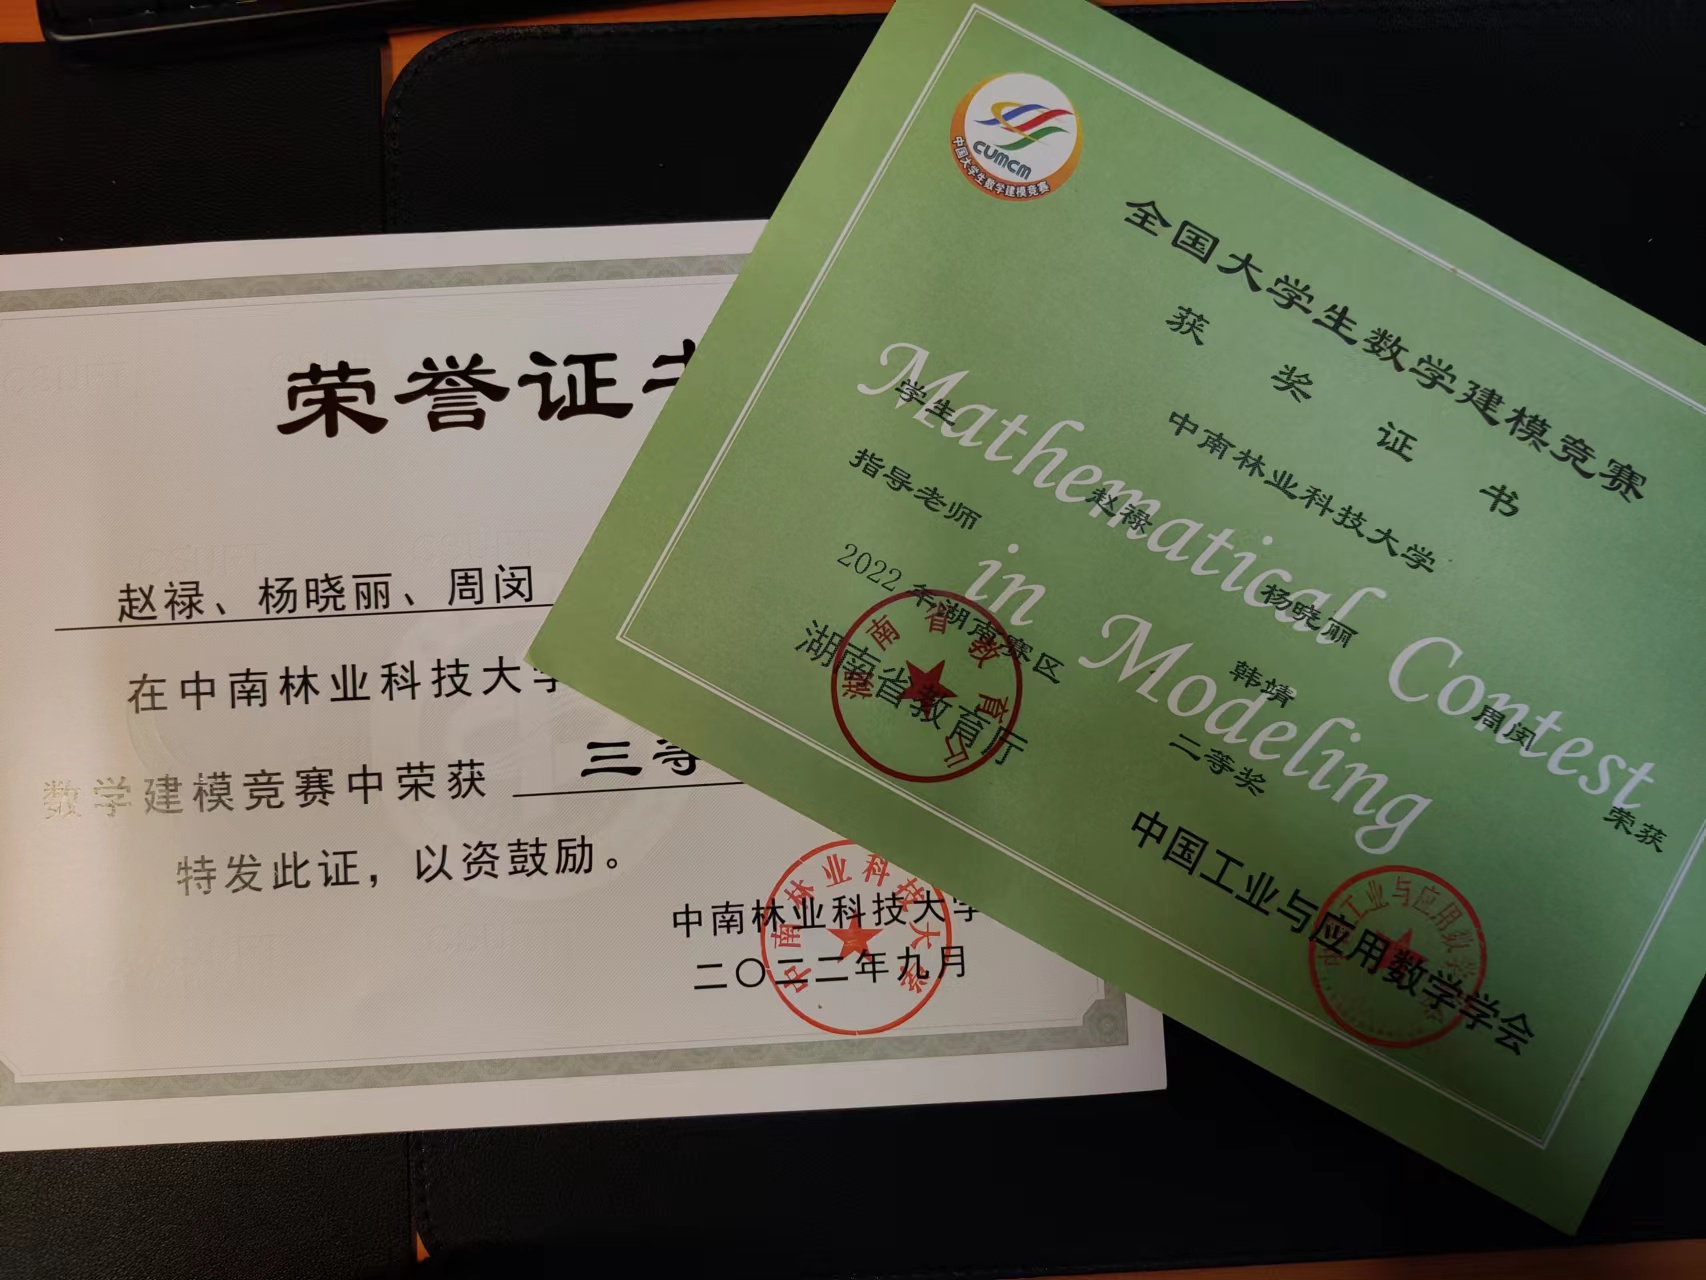 荣誉证
赵禄、杨晓丽、周闵
在中南林业科技大学
数学建模竞赛中荣获 三等
特发此证，以资鼓励。
中南林业科技大学
二〇二二年九月
中南林业科技大学
CUMCM
中国大学生数学建模竞赛
全国大学生数学建模竞赛
获奖证书
Mathematical Contest
in Modeling
中南林业科技大学
学生 赵禄 杨晓丽 周闵
指导老师 韩靖 荣获
2022 年湖南赛区 二等奖
湖南省教育厅
中国工业与应用数学学会
湖南省教育厅
工业与应用数学